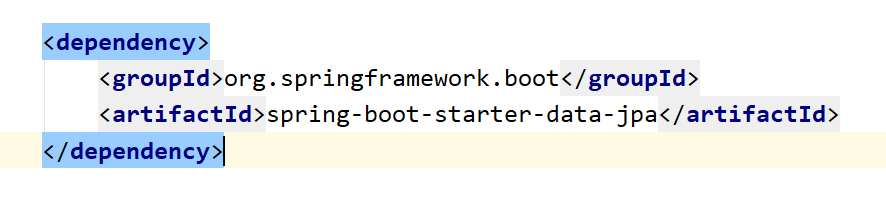 <dependency>
<groupId>org.springframework.boot</groupId>
<artifactId>spring-boot-starter-data-jpa</artifactId>
</dependency>